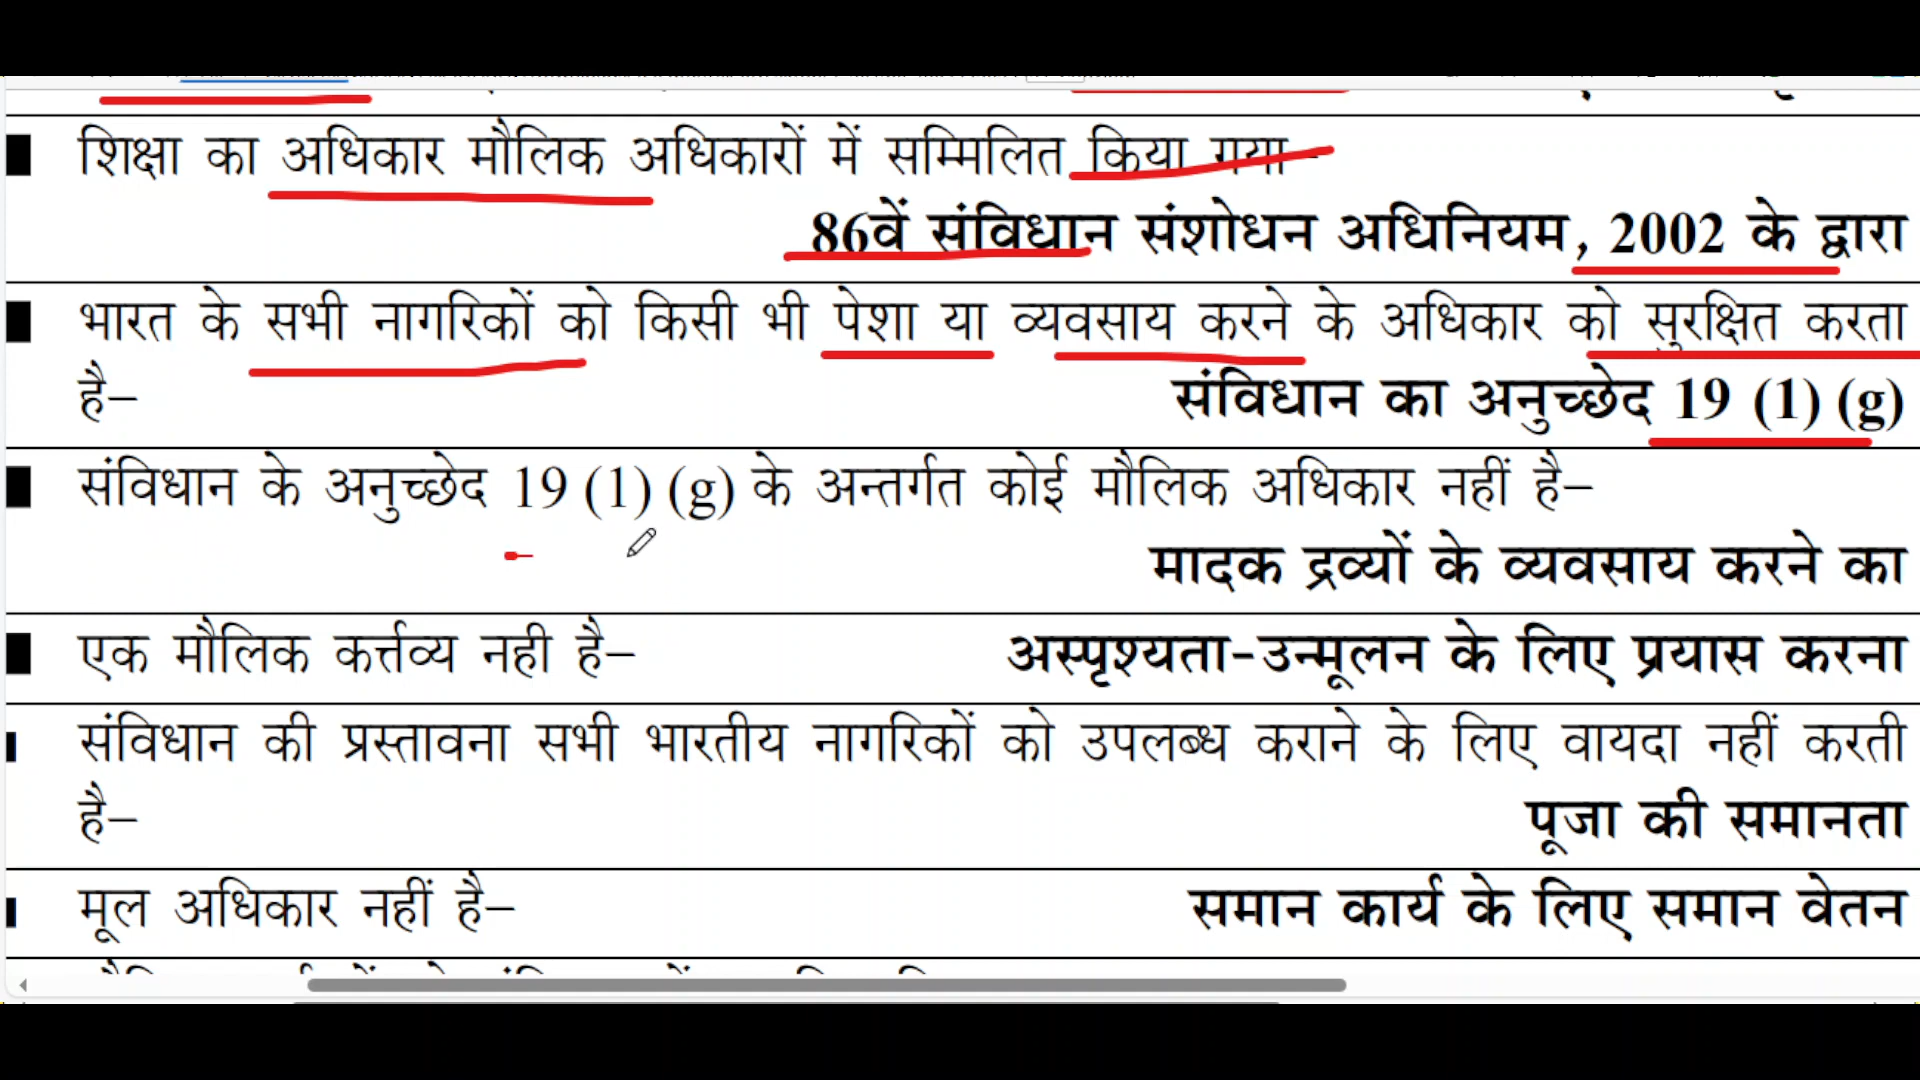 शिक्षा का अधिकार मौलिक अधिकारों में सम्मिलित किया गया–
86वें संविधान संशोधन अधिनियम, 2002 के द्वारा
भारत के सभी नागरिकों को किसी भी पेशा या व्यवसाय करने के अधिकार को सुरक्षित करता
है– संविधान का अनुच्छेद 19 (1) (g)
संविधान के अनुच्छेद 19 (1) (g) के अन्तर्गत कोई मौलिक अधिकार नहीं है–
मादक द्रव्यों के व्यवसाय करने का
एक मौलिक कर्त्तव्य नही है– अस्पृश्यता-उन्मूलन के लिए प्रयास करना
संविधान की प्रस्तावना सभी भारतीय नागरिकों को उपलब्ध कराने के लिए वायदा नहीं करती
है– पूजा की समानता
मूल अधिकार नहीं है– समान कार्य के लिए समान वेतन